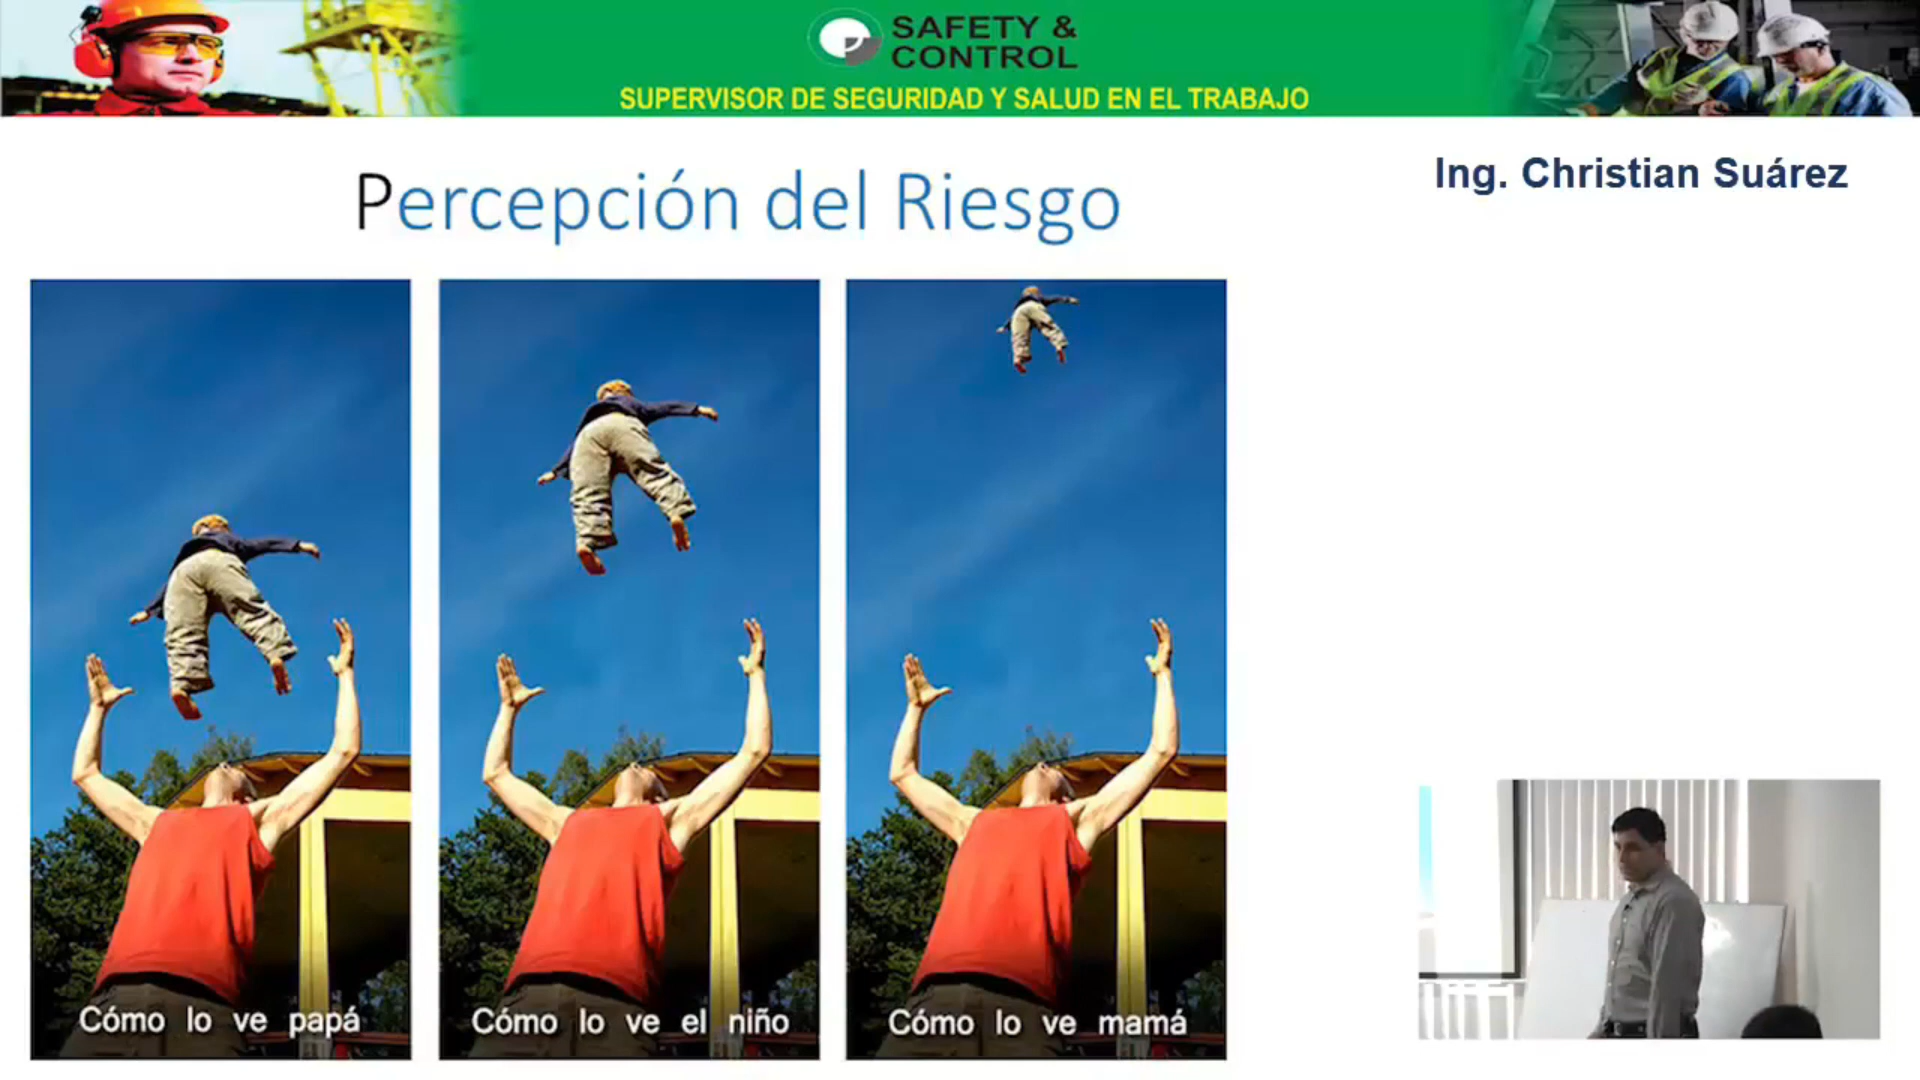 SAFETY &
CONTROL
SUPERVISOR DE SEGURIDAD Y SALUD EN EL TRABAJO
Ing. Christian Suárez
Percepción del Riesgo
Cómo lo ve papá
Cómo lo ve el niño
Cómo lo ve mamá